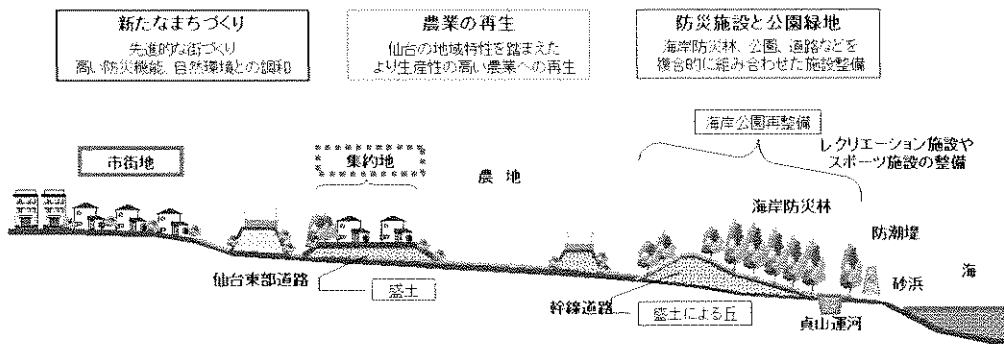 新たなまちづくり
先進的な街づくり
高い防災機能、自然環境との調和
農業の再生
仙台の地域特性を踏まえた
より生産性の高い農業への再生
防災施設と公園緑地
海岸防災林、公園、道路などを
複合的に組み合わせた施設整備
海岸公園再整備
レクリエーション施設や
スポーツ施設の整備
市街地
集約地
農地
海岸防災林
防潮堤
仙台東部道路
盛土
幹線道路
盛土による丘
貞山運河
砂浜
海